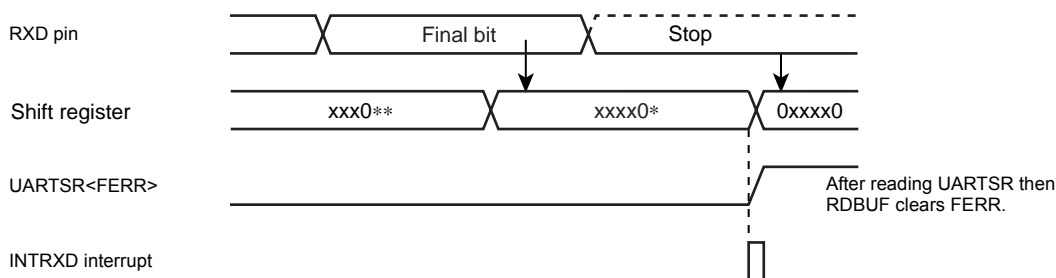 RXD pin
Final bit
Stop
Shift register
xxx0**
xxxx0*
0xxxx0
UARTSR<FERR>
After reading UARTSR then
RDBUF clears FERR.
INTRXD interrupt